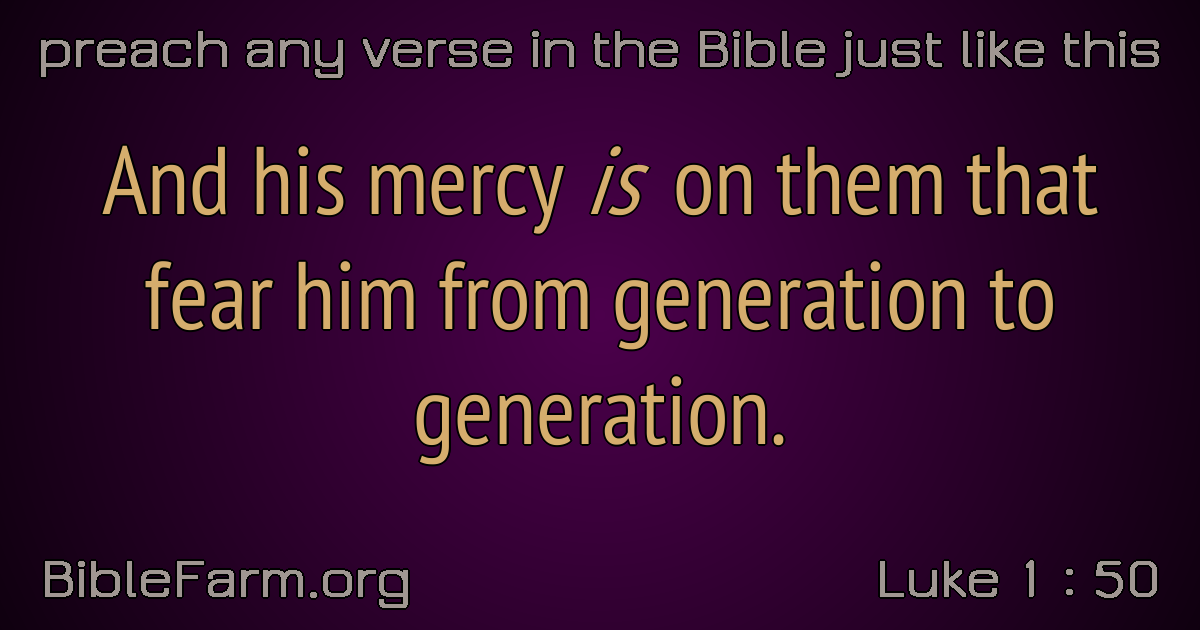 preach any verse in the Bible just like this
And his mercy is on them that
fear him from generation to
generation.
BibleFarm.org
Luke 1 : 50